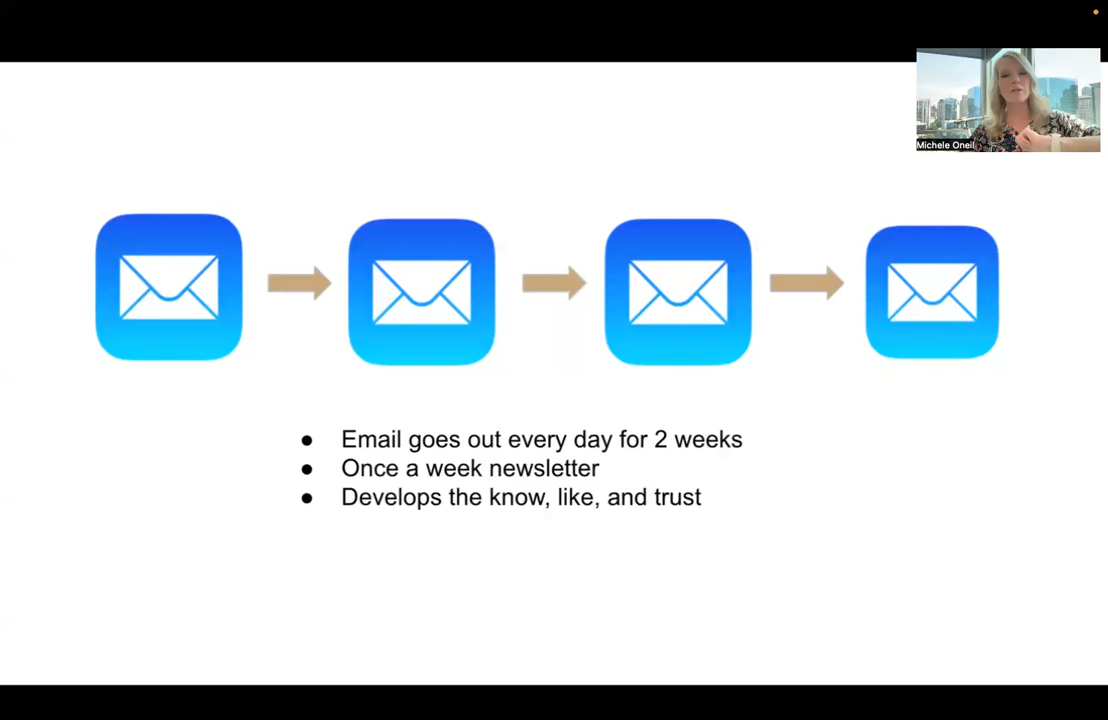 Michele Oneil
● Email goes out every day for 2 weeks
● Once a week newsletter
● Develops the know, like, and trust